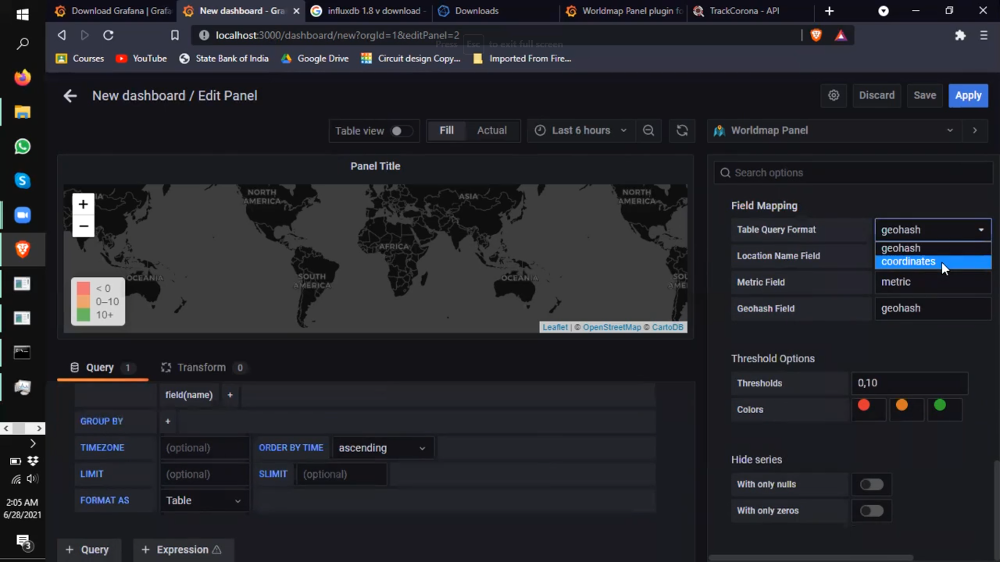 Download Grafana | Grafa
New dashboard - Gra
influxdb 1.8 v download -
Downloads
Worldmap Panel plugin fo
TrackCorona - API
localhost:3000/dashboard/new?orgId=1&editPanel=2
Press Esc to exit full screen
Courses
YouTube
State Bank of India
Google Drive
Circuit design Copy...
Imported From Fire...
New dashboard / Edit Panel
Discard
Save
Apply
Table view
Fill
Actual
Last 6 hours
Worldmap Panel
Panel Title
Search options
NORTH
AMERICA
ASIA
NORTH
AMERICA
IA
+
−
AFRICA
OCEANIA
SOUTH
AMERICA
OCEANIA
SOU
AME
< 0
0–10
10+
Leaflet | © OpenStreetMap © CartoDB
Field Mapping
Table Query Format
geohash
geohash
coordinates
Location Name Field
Metric Field
metric
Geohash Field
geohash
Threshold Options
Thresholds
0,10
Colors
Hide series
With only nulls
With only zeros
Query 1
Transform 0
field(name) +
GROUP BY +
TIMEZONE (optional) ORDER BY TIME ascending
LIMIT (optional) SLIMIT (optional)
FORMAT AS Table
+ Query
+ Expression
2:05 AM
6/28/2021
3